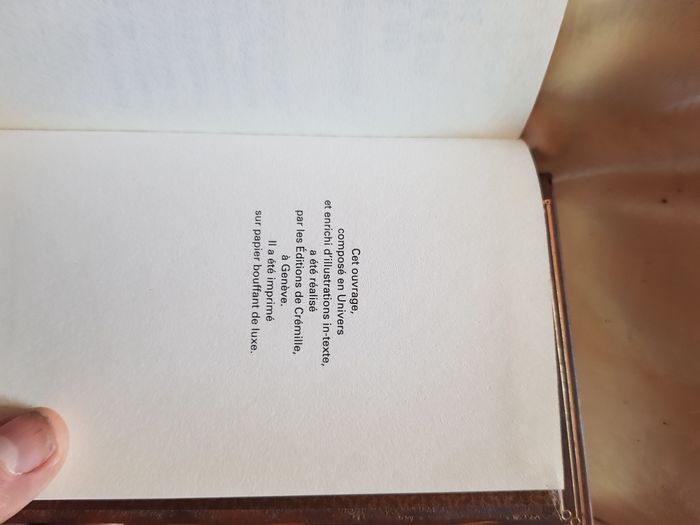 Cet ouvrage,
composé en Univers
et enrichi d'illustrations in-texte,
a été réalisé
par les Éditions de Crémille,
à Genève.
Il a été imprimé
sur papier bouffant de luxe.